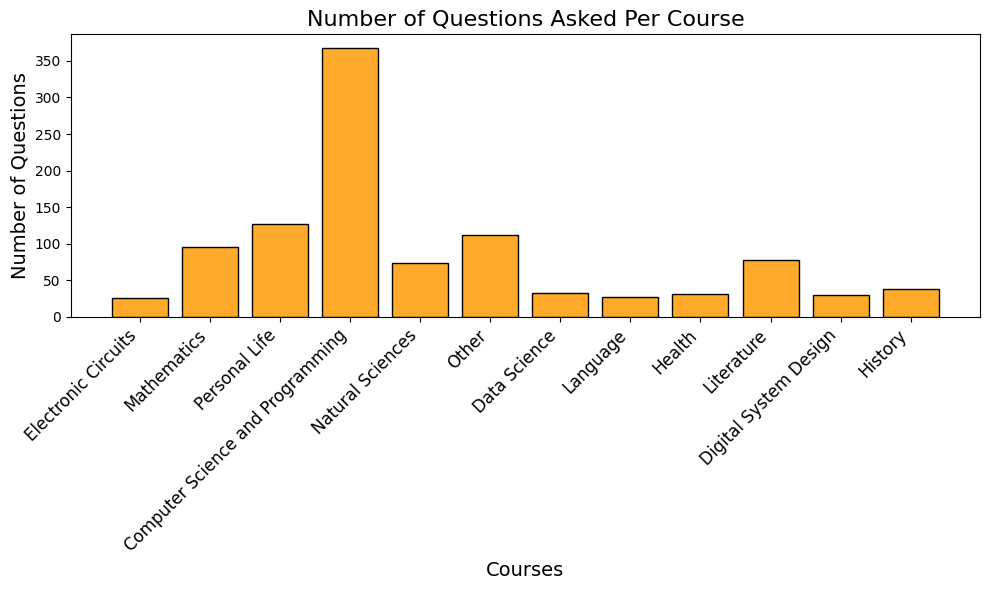 Number of Questions Asked Per Course
Number of Questions
350
300
250
200
150
100
50
0
Electronic Circuits
Mathematics
Personal Life
Computer Science and Programming
Natural Sciences
Other
Data Science
Language
Health
Literature
Digital System Design
History
Courses